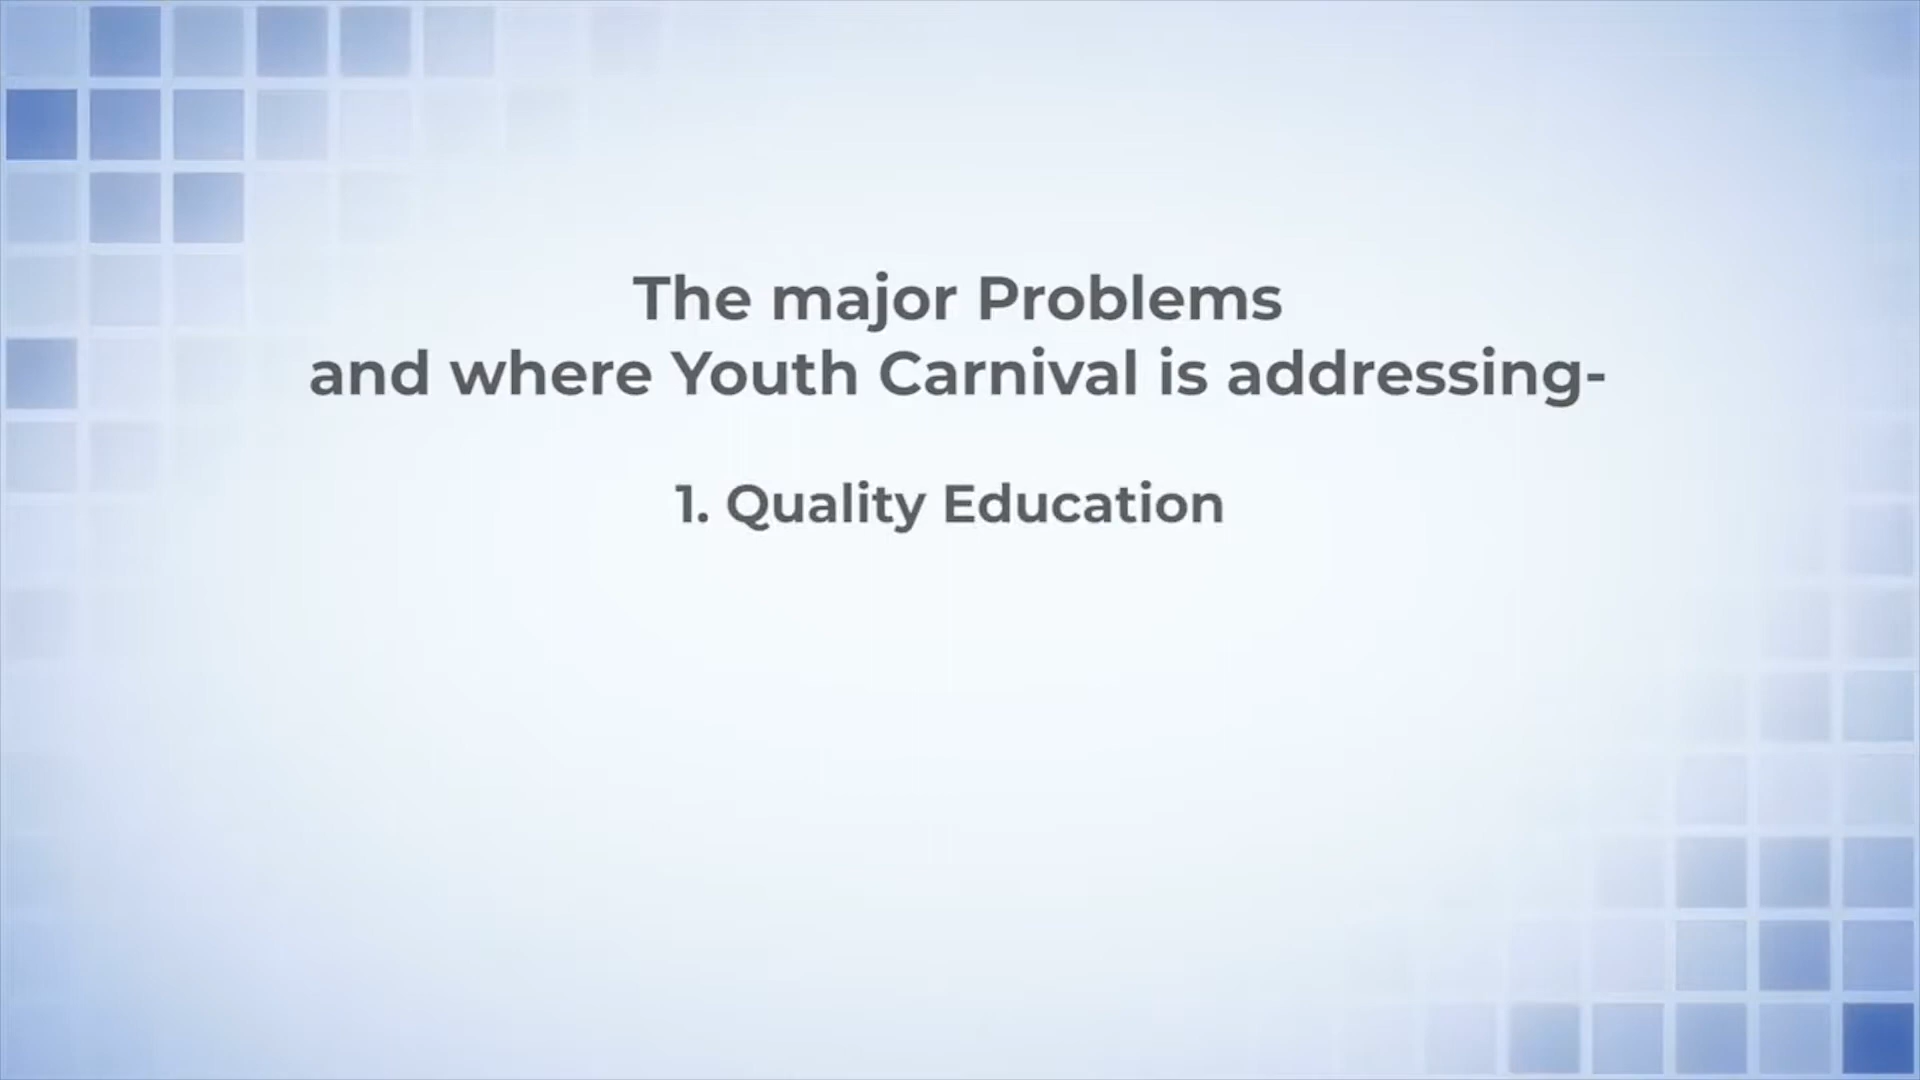 The major Problems
and where Youth Carnival is addressing-
1. Quality Education